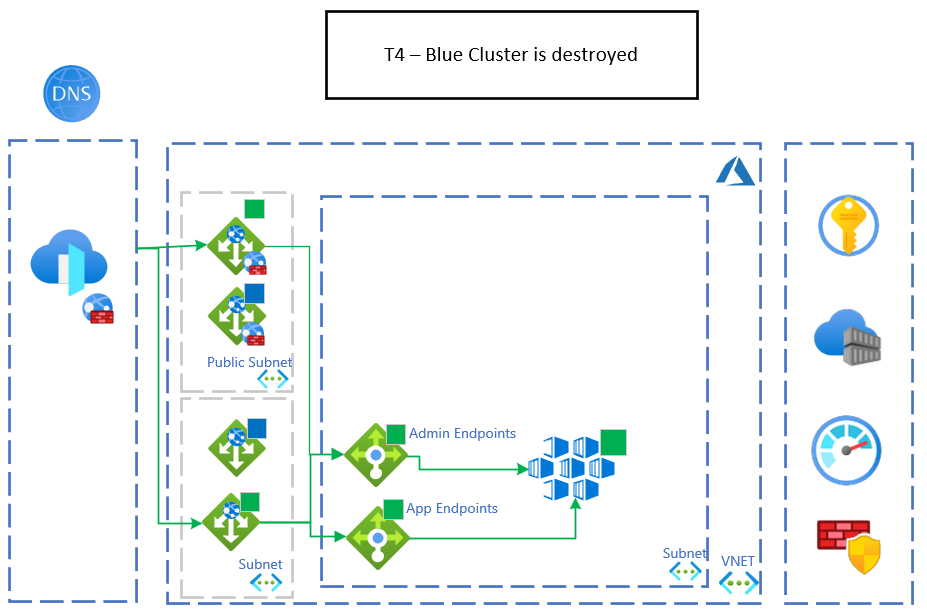 T4 – Blue Cluster is destroyed
DNS
Public Subnet
Admin Endpoints
App Endpoints
Subnet
Subnet
VNET